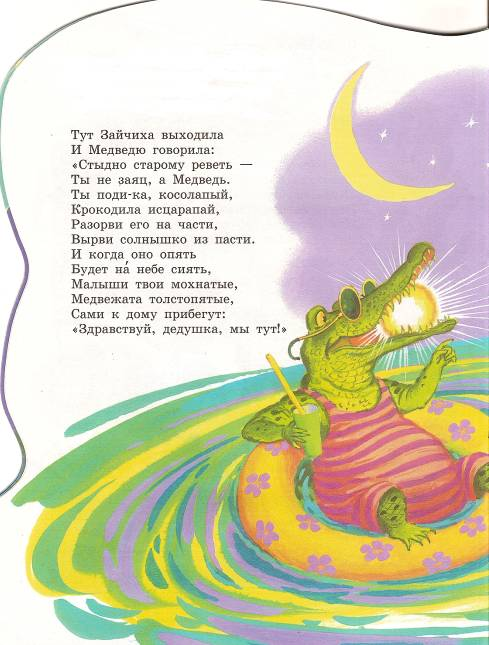 Тут Зайчиха выходила
И Медведю говорила:
«Стыдно старому реветь —
Ты не заяц, а Медведь.
Ты поди-ка, косолапый,
Крокодила исцарапай,
Разорви его на части,
Вырви солнышко из пасти.
И когда оно опять
Будет на́ небе сиять,
Малыши твои мохнатые,
Медвежата толстопятые,
Сами к дому прибегут:
«Здравствуй, дедушка, мы тут!»